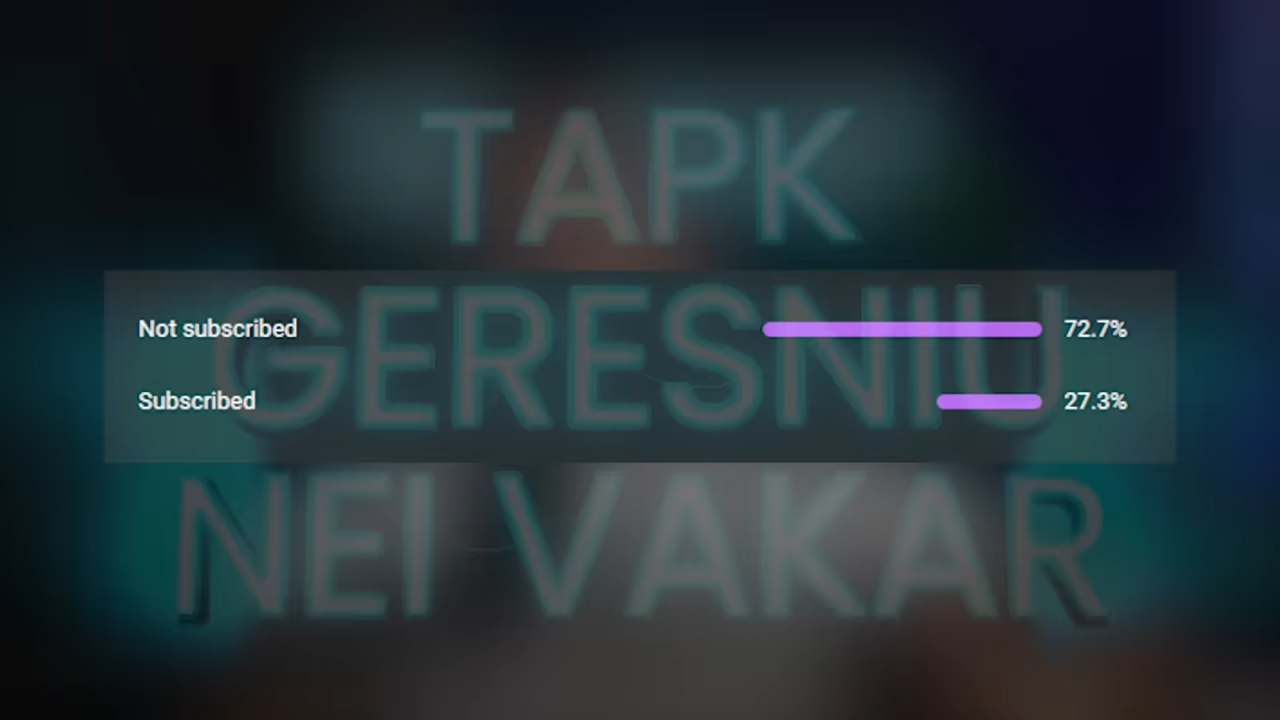 TAPK
GERESNIU
Not subscribed 72.7%
Subscribed 27.3%
NEI VAKAR